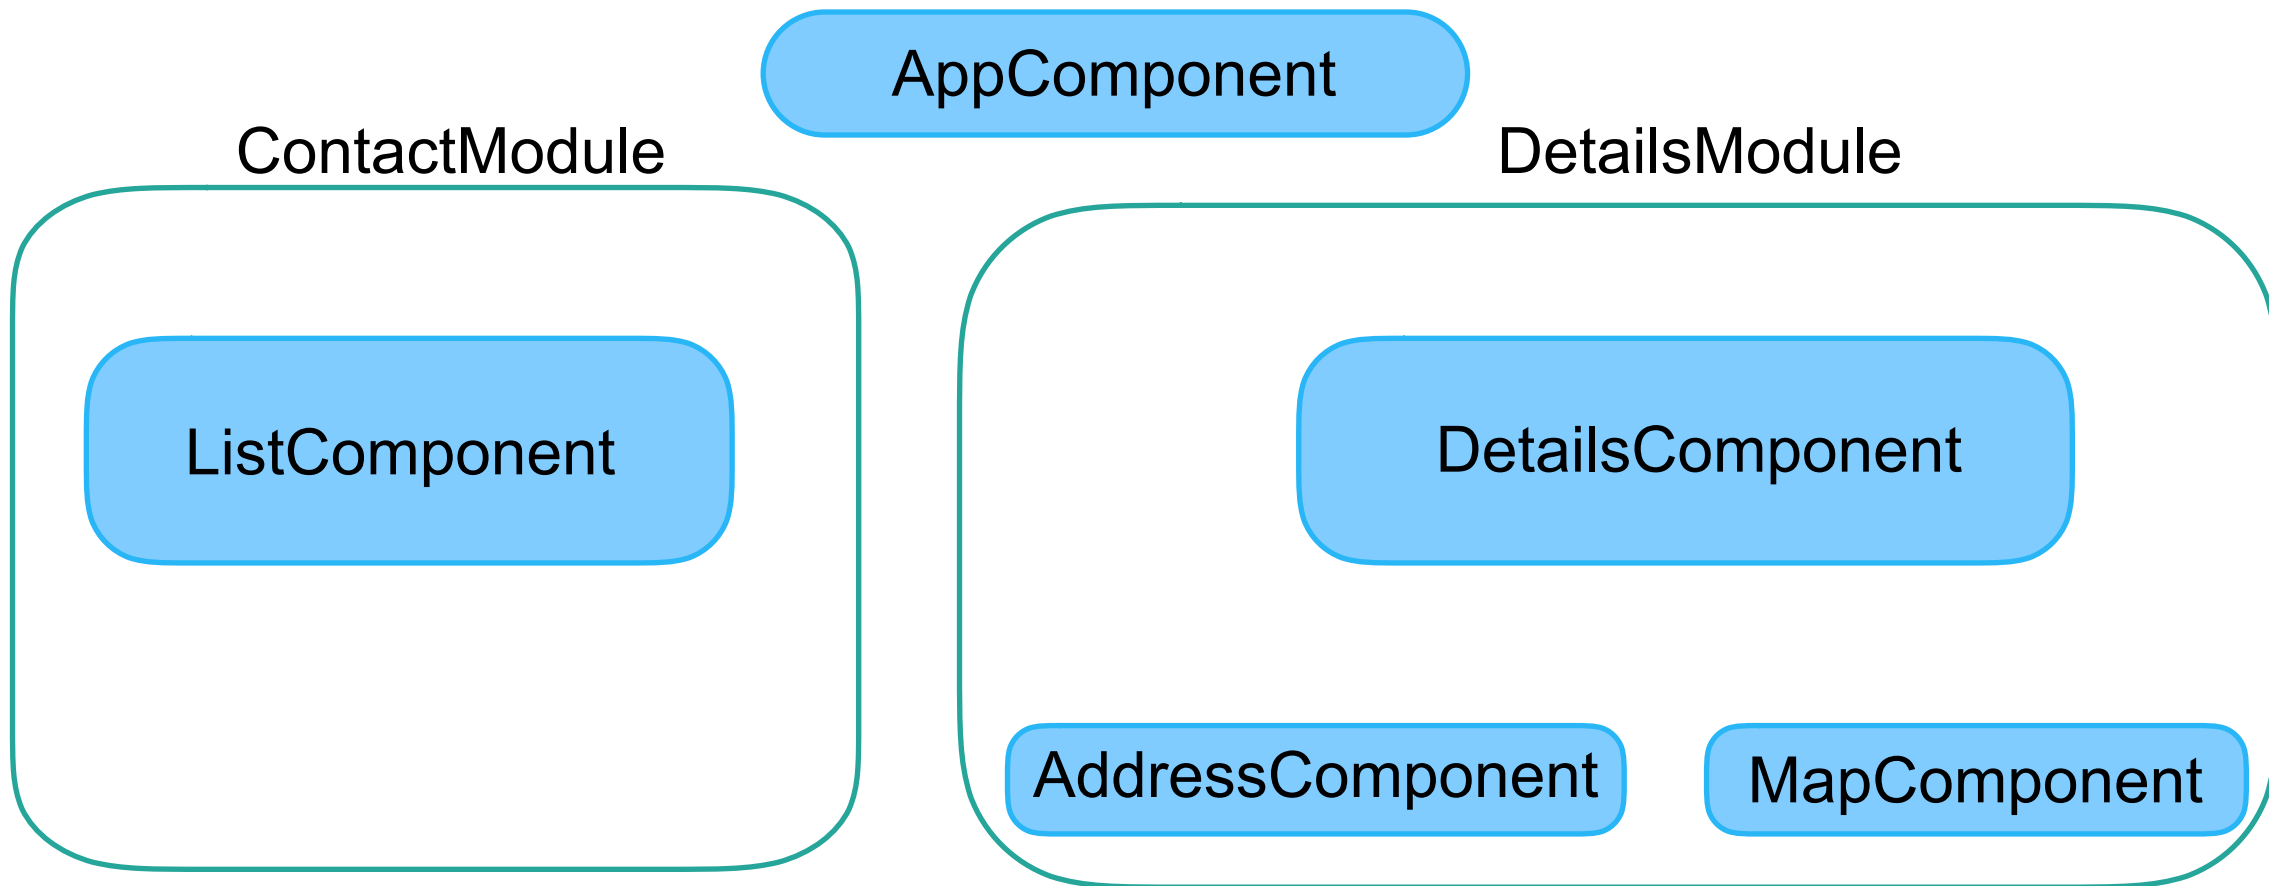 AppComponent
ContactModule
DetailsModule
ListComponent
DetailsComponent
AddressComponent
MapComponent